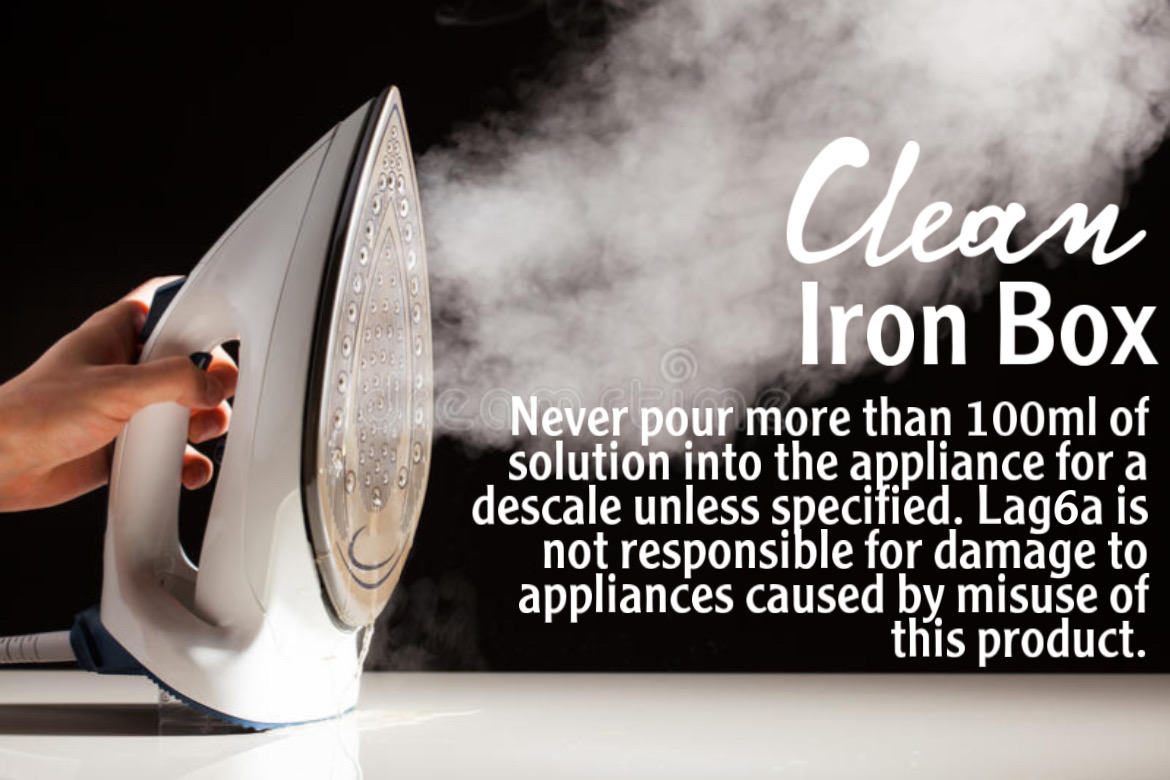 Clean
Iron Box
Never pour more than 100ml of
solution into the appliance for a
descale unless specified. Lag6a is
not responsible for damage to
appliances caused by misuse of
this product.